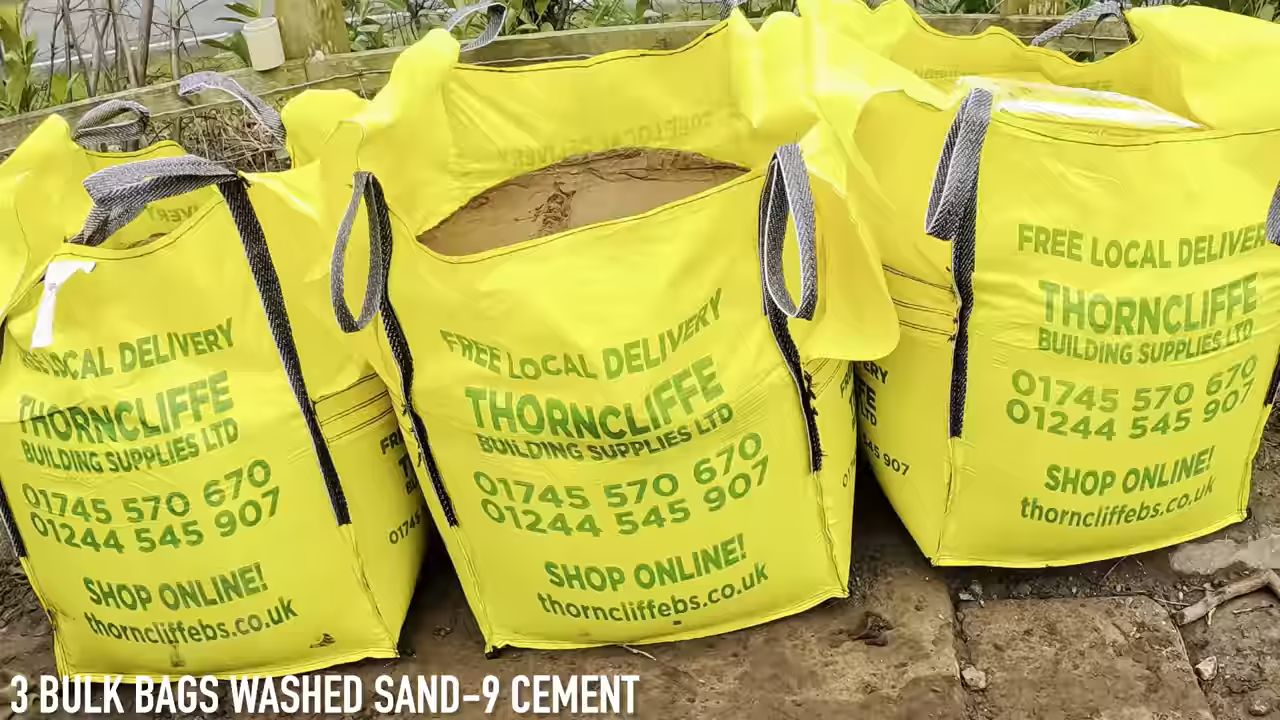 FREE LOCAL DELIVERY
THORNCLIFFE
BUILDING SUPPLIES LTD
01745 570 670
01244 545 907
SHOP ONLINE!
thorncliffebs.co.uk
FREE LOCAL DELIVERY
THORNCLIFFE
BUILDING SUPPLIES LTD
01745 570 670
01244 545 907
SHOP ONLINE!
thorncliffebs.co.uk
FREE LOCAL DELIVER
THORNCLIFFE
BUILDING SUPPLIES LTD
01745 570 670
01244 545 907
SHOP ONLINE!
thorncliffebs.co.uk
3 BULK BAGS WASHED SAND-9 CEMENT